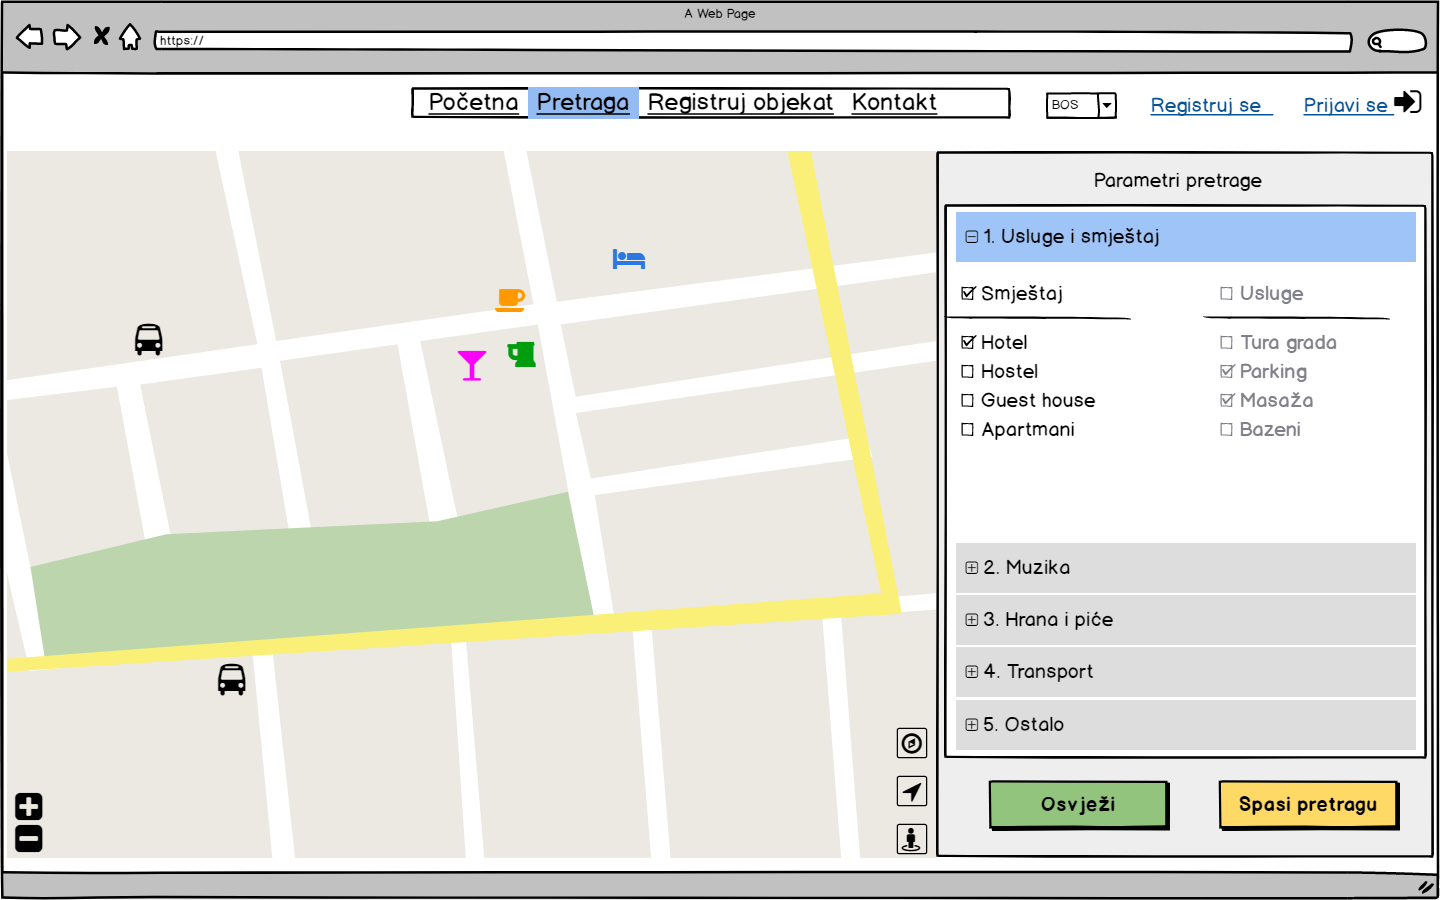 A Web Page
https://
Početna Pretraga Registruj objekat Kontakt
BOS
Registruj se
Prijavi se
Parametri pretrage
1. Usluge i smještaj
Smještaj
Usluge
Hotel
Tura grada
Hostel
Parking
Guest house
Masaža
Apartmani
Bazeni
2. Muzika
3. Hrana i piće
4. Transport
5. Ostalo
Osvježi
Spasi pretragu